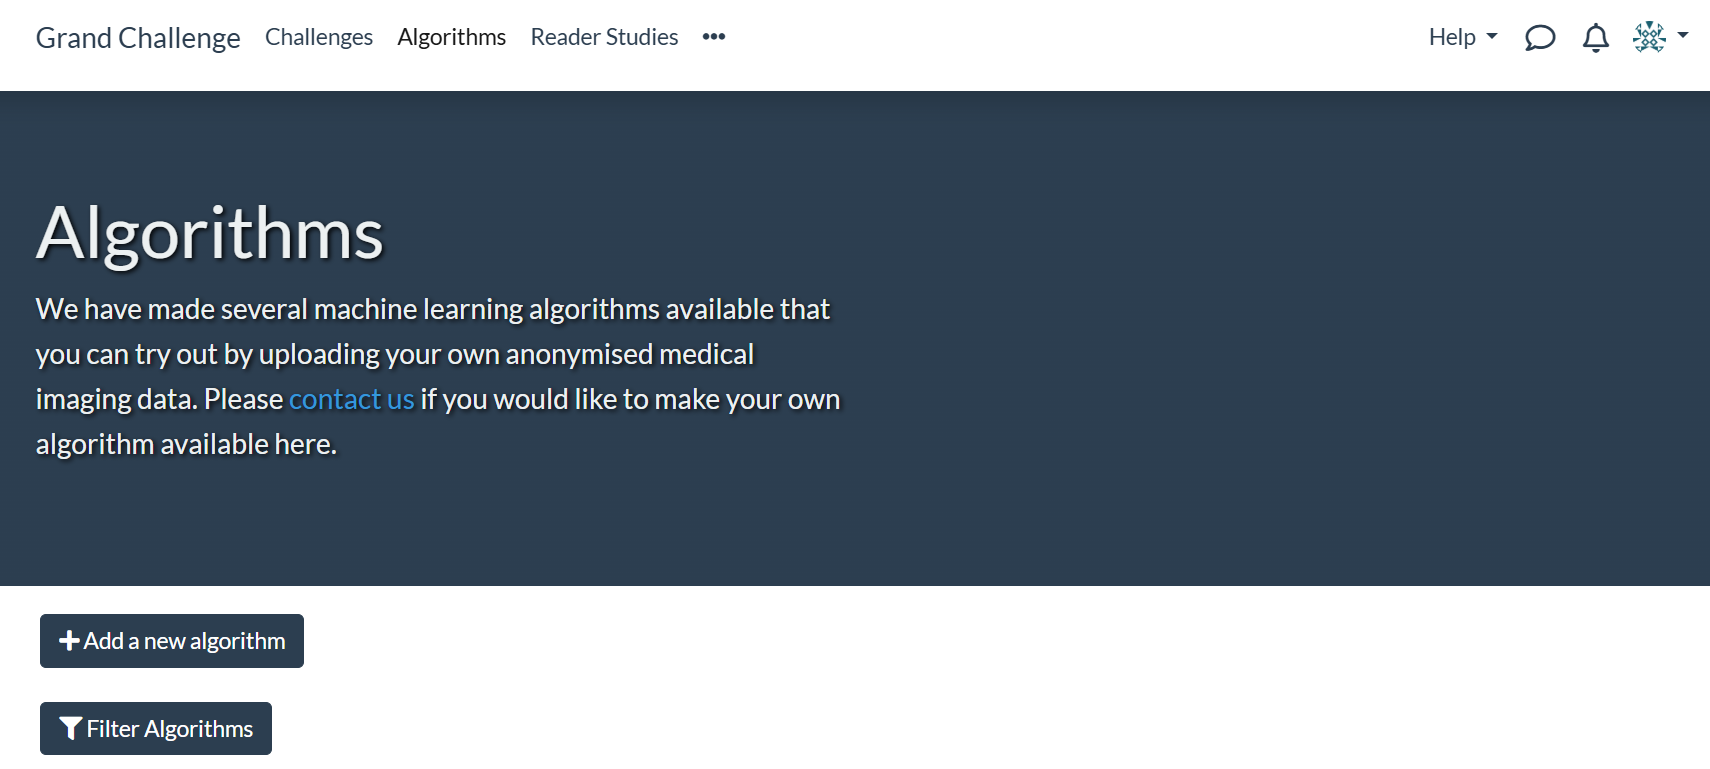 Grand Challenge Challenges Algorithms Reader Studies Help
Algorithms
We have made several machine learning algorithms available that
you can try out by uploading your own anonymised medical
imaging data. Please contact us if you would like to make your own
algorithm available here.
Add a new algorithm
Filter Algorithms